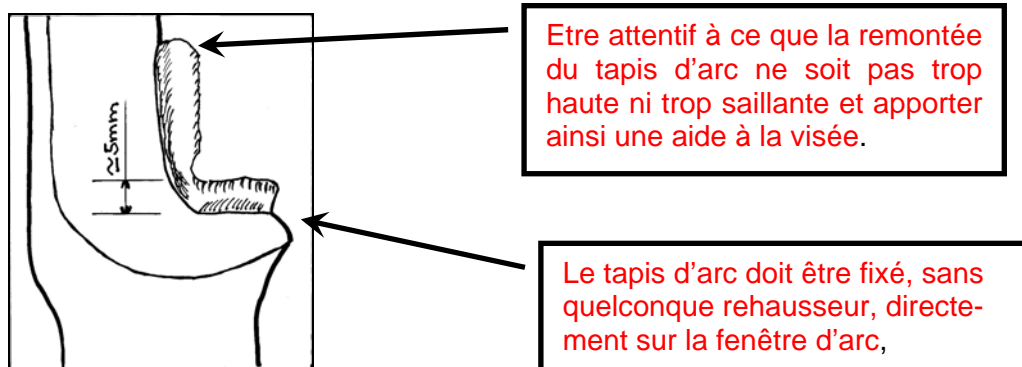 Etre attentif à ce que la remontée
du tapis d'arc ne soit pas trop
haute ni trop saillante et apporter
ainsi une aide à la visée.
≃5mm
Le tapis d'arc doit être fixé, sans
quelconque rehausseur, directe-
ment sur la fenêtre d'arc,